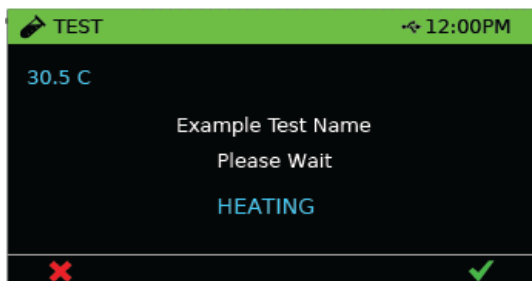 TEST 12:00PM
30.5 C
Example Test Name
Please Wait
HEATING